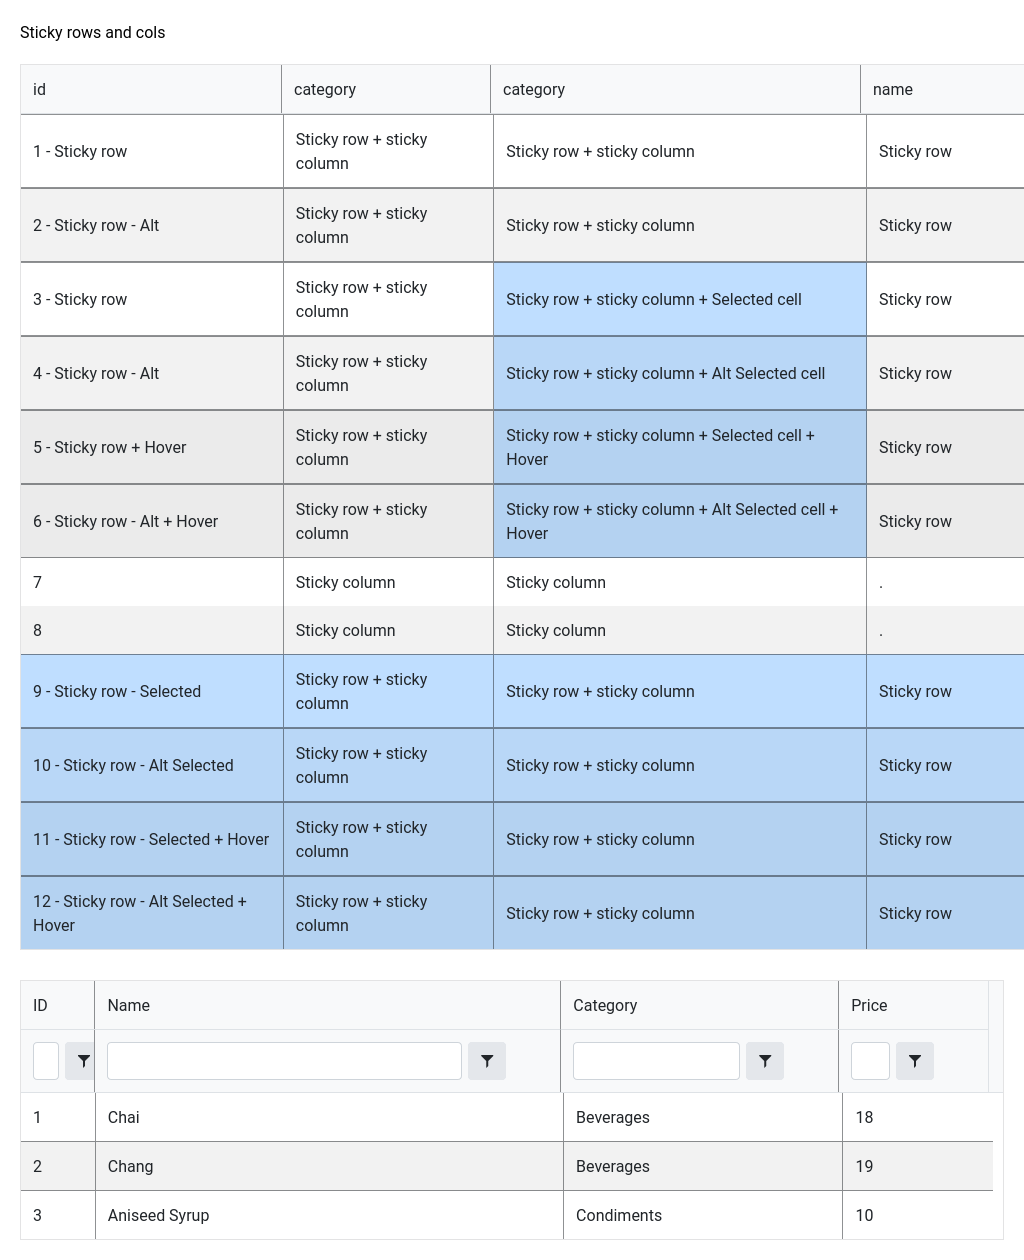 Sticky rows and cols
id category category name
1 - Sticky row Sticky row + sticky column Sticky row + sticky column Sticky row
2 - Sticky row - Alt Sticky row + sticky column Sticky row + sticky column Sticky row
3 - Sticky row Sticky row + sticky column Sticky row + sticky column + Selected cell Sticky row
4 - Sticky row - Alt Sticky row + sticky column Sticky row + sticky column + Alt Selected cell Sticky row
5 - Sticky row + Hover Sticky row + sticky column Sticky row + sticky column + Selected cell + Hover Sticky row
6 - Sticky row - Alt + Hover Sticky row + sticky column Sticky row + sticky column + Alt Selected cell + Hover Sticky row
7 Sticky column Sticky column .
8 Sticky column Sticky column .
9 - Sticky row - Selected Sticky row + sticky column Sticky row + sticky column Sticky row
10 - Sticky row - Alt Selected Sticky row + sticky column Sticky row + sticky column Sticky row
11 - Sticky row - Selected + Hover Sticky row + sticky column Sticky row + sticky column Sticky row
12 - Sticky row - Alt Selected + Hover Sticky row + sticky column Sticky row + sticky column Sticky row
ID Name Category Price
1 Chai Beverages 18
2 Chang Beverages 19
3 Aniseed Syrup Condiments 10